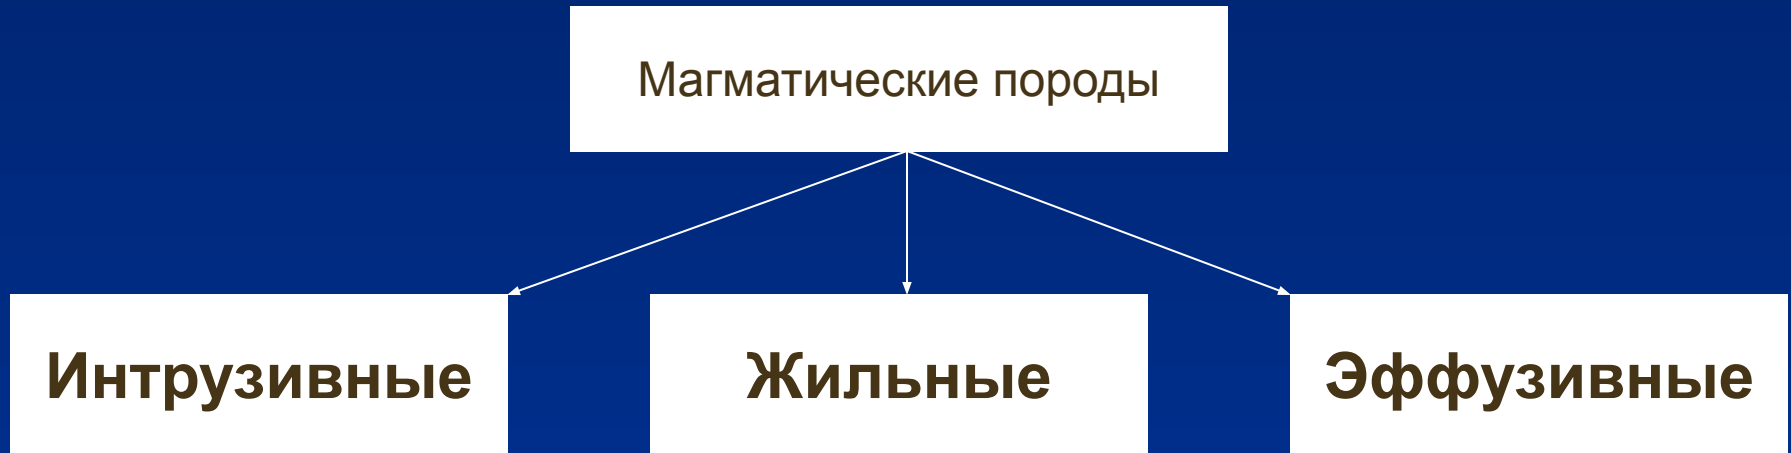 Магматические породы
Интрузивные
Жильные
Эффузивные